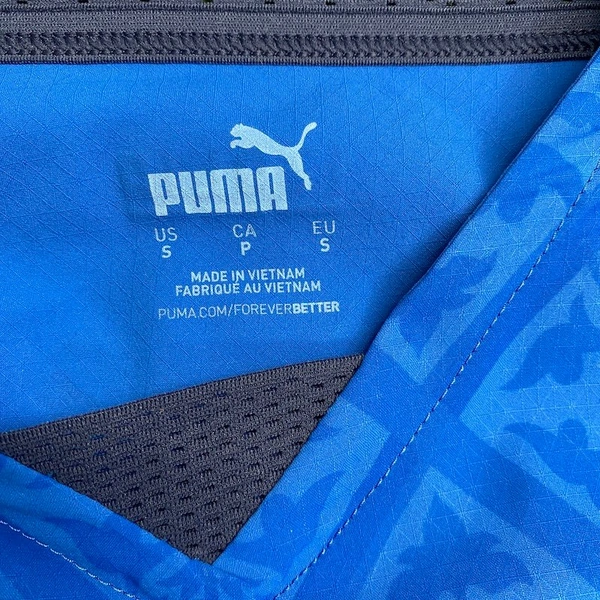 PUMA
US CA EU
S P S
MADE IN VIETNAM
FABRIQUÉ AU VIETNAM
PUMA.COM/FOREVERBETTER